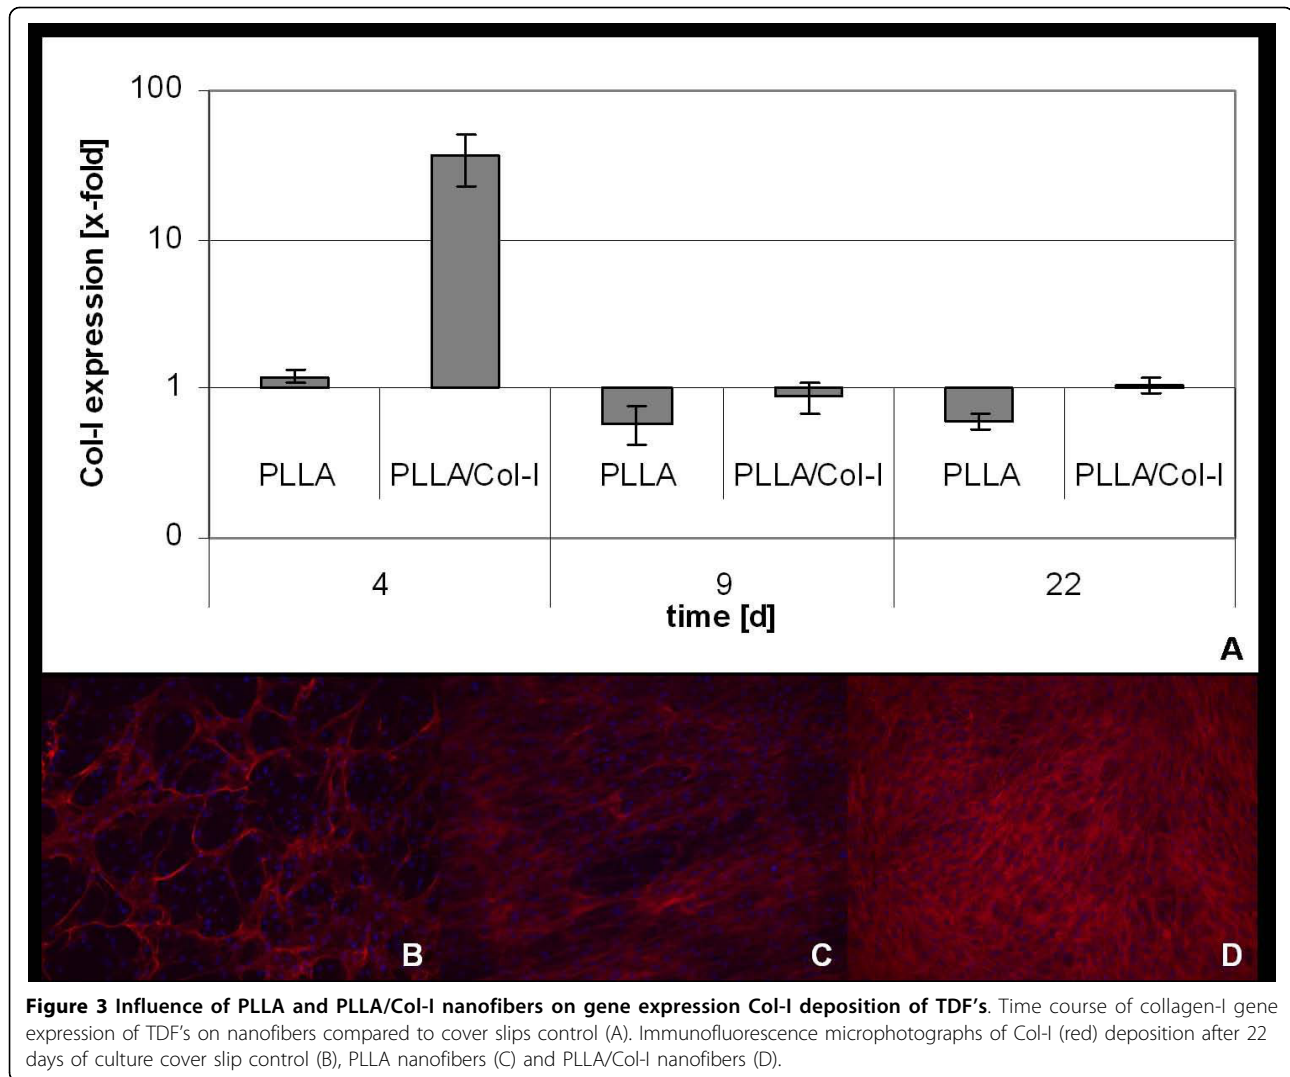 100
10
1
0
Col-I expression [x-fold]
PLLA PLLA/Col-I PLLA PLLA/Col-I PLLA PLLA/Col-I
4 9 22
time [d]
A
B C D
Figure 3 Influence of PLLA and PLLA/Col-I nanofibers on gene expression Col-I deposition of TDF's. Time course of collagen-I gene
expression of TDF's on nanofibers compared to cover slips control (A). Immunofluorescence microphotographs of Col-I (red) deposition after 22
days of culture cover slip control (B), PLLA nanofibers (C) and PLLA/Col-I nanofibers (D).